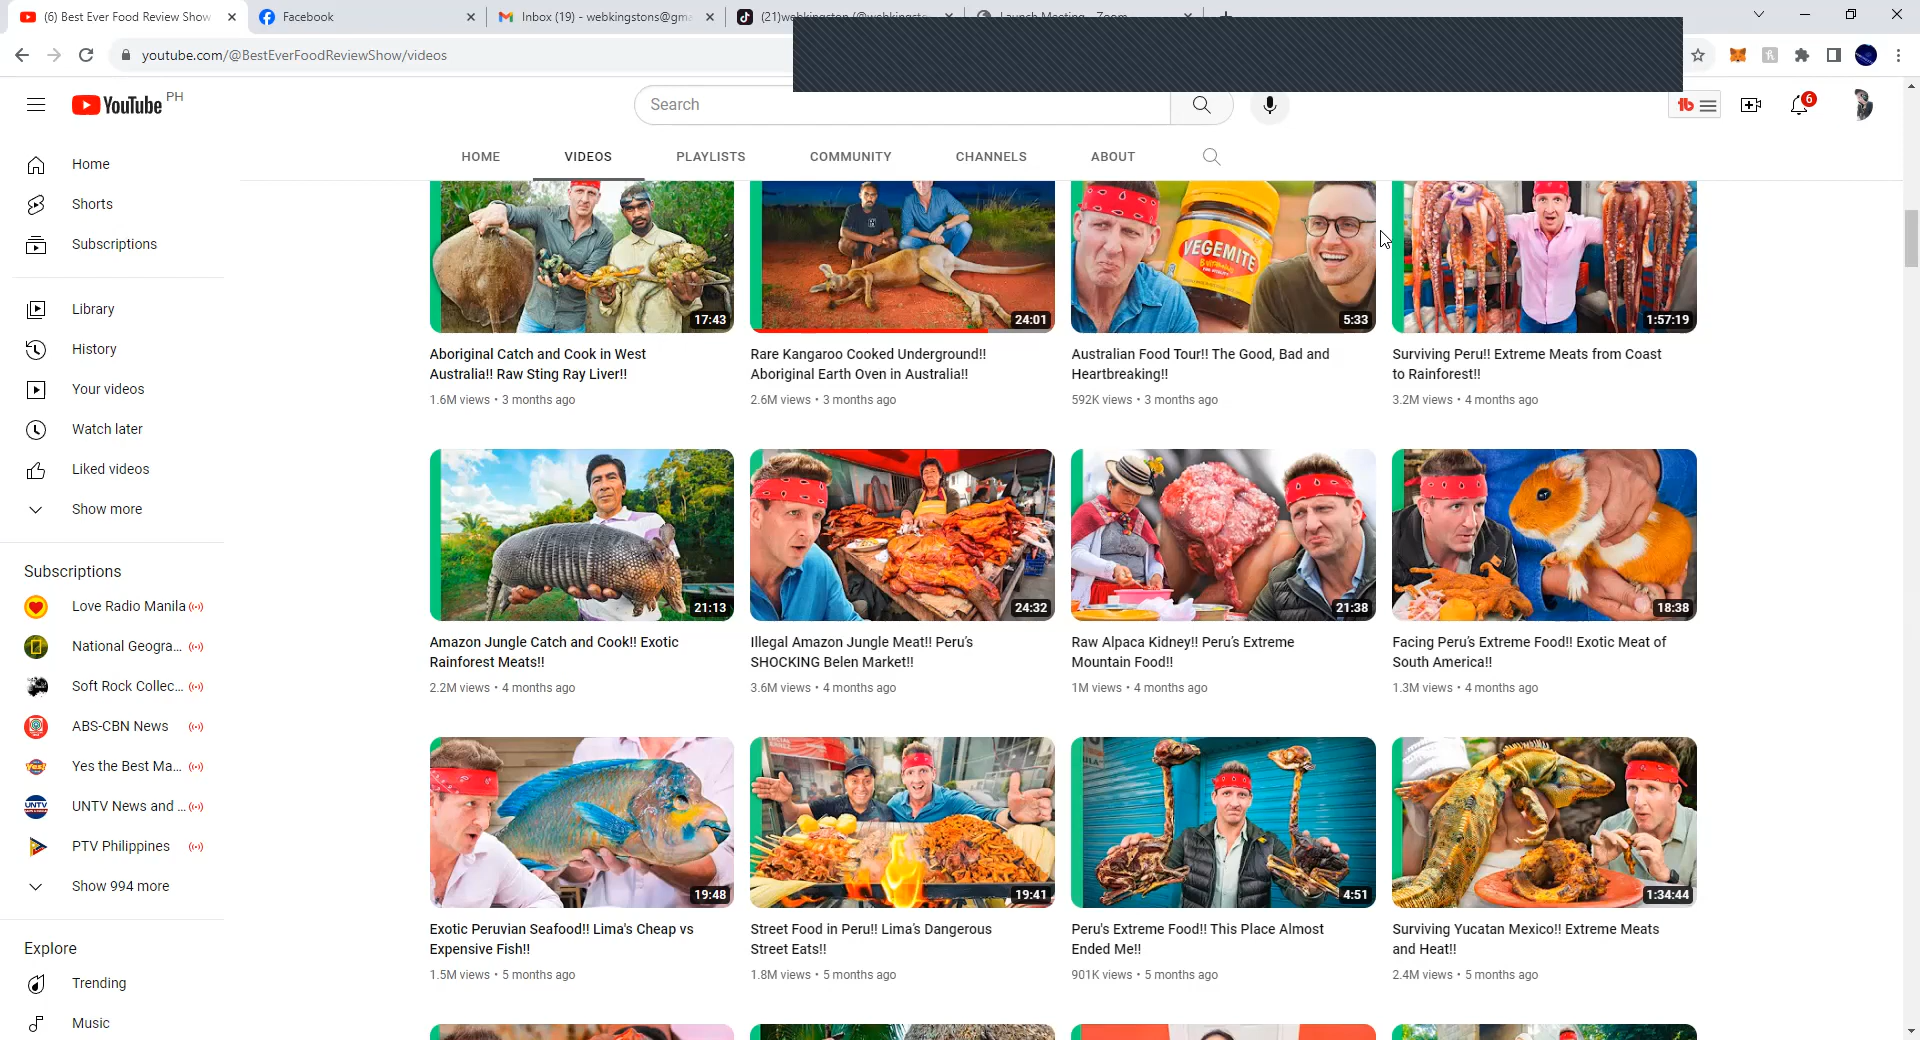 (6) Best Ever Food Review Show
Facebook
Inbox (19) - webkingstons@gma
youtube.com/@BestEverFoodReviewShow/videos
YouTube PH
Search
6
HOME
VIDEOS
PLAYLISTS
COMMUNITY
CHANNELS
ABOUT
Home
Shorts
Subscriptions
Library
History
Your videos
Watch later
Liked videos
Show more
Subscriptions
Love Radio Manila
National Geogra...
Soft Rock Collec...
ABS-CBN News
Yes the Best Ma...
UNTV News and ...
PTV Philippines
Show 994 more
Explore
Trending
Music
17:43
Aboriginal Catch and Cook in West
Australia!! Raw Sting Ray Liver!!
1.6M views • 3 months ago
24:01
Rare Kangaroo Cooked Underground!!
Aboriginal Earth Oven in Australia!!
2.6M views • 3 months ago
VEGEMITE
5:33
Australian Food Tour!! The Good, Bad and
Heartbreaking!!
592K views • 3 months ago
1:57:19
Surviving Peru!! Extreme Meats from Coast
to Rainforest!!
3.2M views • 4 months ago
21:13
Amazon Jungle Catch and Cook!! Exotic
Rainforest Meats!!
2.2M views • 4 months ago
24:32
Illegal Amazon Jungle Meat!! Peru's
SHOCKING Belen Market!!
3.6M views • 4 months ago
21:38
Raw Alpaca Kidney!! Peru's Extreme
Mountain Food!!
1M views • 4 months ago
18:38
Facing Peru's Extreme Food!! Exotic Meat of
South America!!
1.3M views • 4 months ago
19:48
Exotic Peruvian Seafood!! Lima's Cheap vs
Expensive Fish!!
1.5M views • 5 months ago
19:41
Street Food in Peru!! Lima's Dangerous
Street Eats!!
1.8M views • 5 months ago
4:51
Peru's Extreme Food!! This Place Almost
Ended Me!!
901K views • 5 months ago
1:34:44
Surviving Yucatan Mexico!! Extreme Meats
and Heat!!
2.4M views • 5 months ago